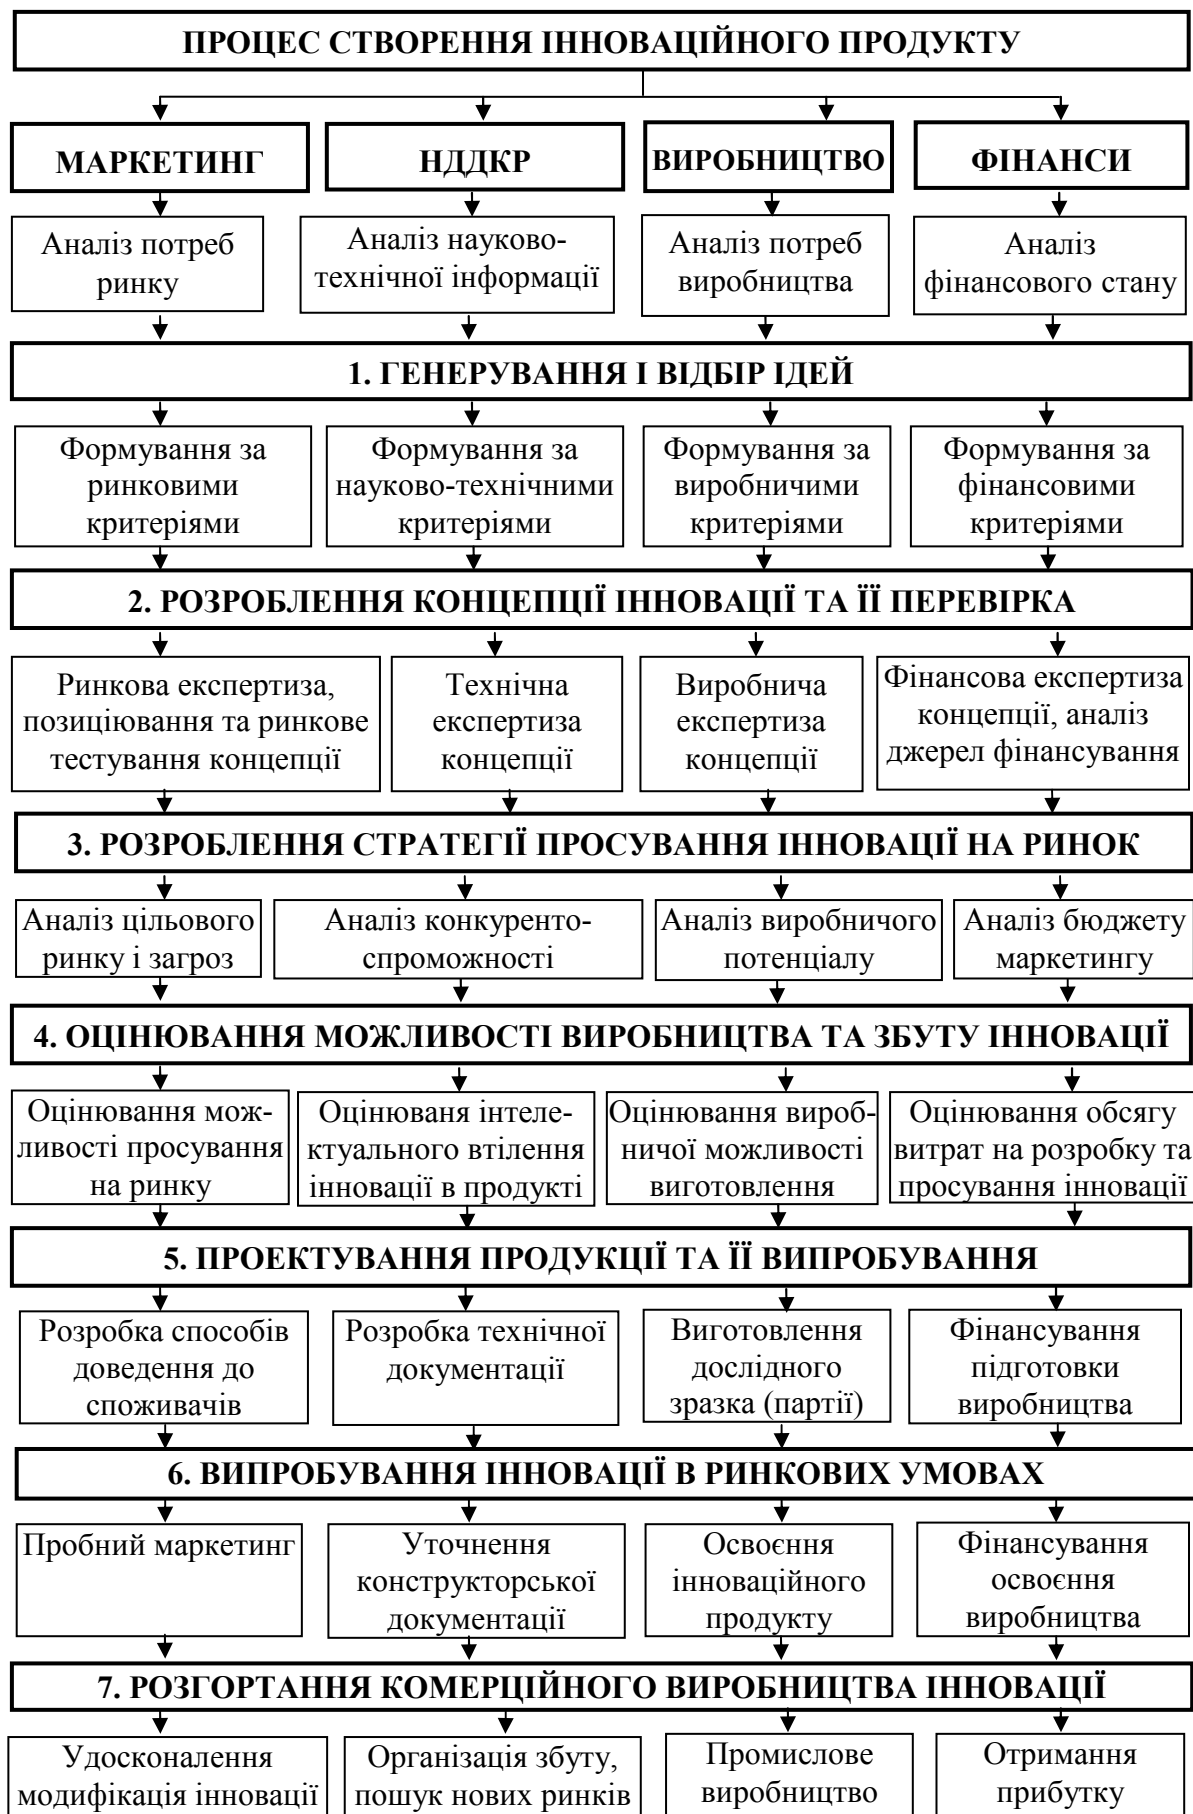 ПРОЦЕС СТВОРЕННЯ ІННОВАЦІЙНОГО ПРОДУКТУ
МАРКЕТИНГ
НДДКР
ВИРОБНИЦТВО
ФІНАНСИ
Аналіз потреб
ринку
Аналіз науково-
технічної інформації
Аналіз потреб
виробництва
Аналіз
фінансового стану
1. ГЕНЕРУВАННЯ І ВІДБІР ІДЕЙ
Формування за
ринковими
критеріями
Формування за
науково-технічними
критеріями
Формування за
виробничими
критеріями
Формування за
фінансовими
критеріями
2. РОЗРОБЛЕННЯ КОНЦЕПЦІЇ ІННОВАЦІЇ ТА ЇЇ ПЕРЕВІРКА
Ринкова експертиза,
позиціювання та ринкове
тестування концепції
Технічна
експертиза
концепції
Виробнича
експертиза
концепції
Фінансова експертиза
концепції, аналіз
джерел фінансування
3. РОЗРОБЛЕННЯ СТРАТЕГІЇ ПРОСУВАННЯ ІННОВАЦІЇ НА РИНОК
Аналіз цільового
ринку і загроз
Аналіз конкуренто-
спроможності
Аналіз виробничого
потенціалу
Аналіз бюджету
маркетингу
4. ОЦІНЮВАННЯ МОЖЛИВОСТІ ВИРОБНИЦТВА ТА ЗБУТУ ІННОВАЦІЇ
Оцінювання мож-
ливості просування
на ринку
Оцінюваня інтеле-
ктуального втілення
інновації в продукті
Оцінювання вироб-
ничої можливості
виготовлення
Оцінювання обсягу
витрат на розробку та
просування інновації
5. ПРОЕКТУВАННЯ ПРОДУКЦІЇ ТА ЇЇ ВИПРОБУВАННЯ
Розробка способів
доведення до
споживачів
Розробка технічної
документації
Виготовлення
дослідного
зразка (партії)
Фінансування
підготовки
виробництва
6. ВИПРОБУВАННЯ ІННОВАЦІЇ В РИНКОВИХ УМОВАХ
Пробний маркетинг
Уточнення
конструкторської
документації
Освоєння
інноваційного
продукту
Фінансування
освоєння
виробництва
7. РОЗГОРТАННЯ КОМЕРЦІЙНОГО ВИРОБНИЦТВА ІННОВАЦІЇ
Удосконалення
модифікація інновації
Організація збуту,
пошук нових ринків
Промислове
виробництво
Отримання
прибутку